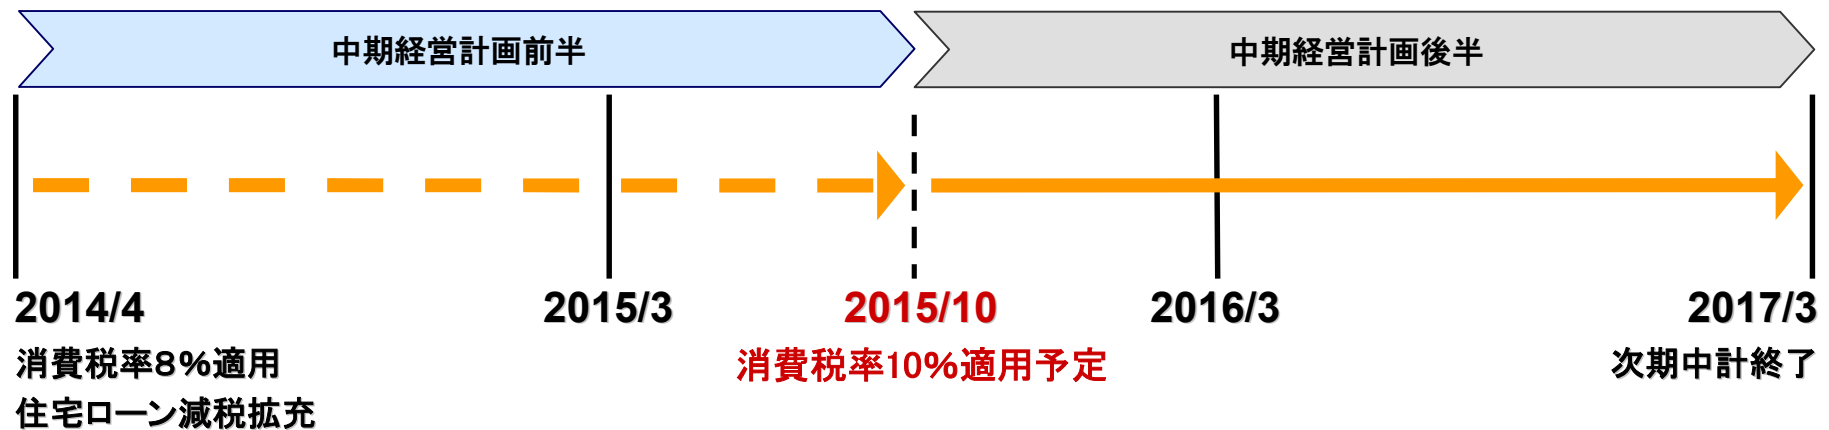 中期経営計画前半
中期経営計画後半
2014/4
2015/3
2015/10
2016/3
2017/3
消費税率8%適用
消費税率10%適用予定
次期中計終了
住宅ローン減税拡充